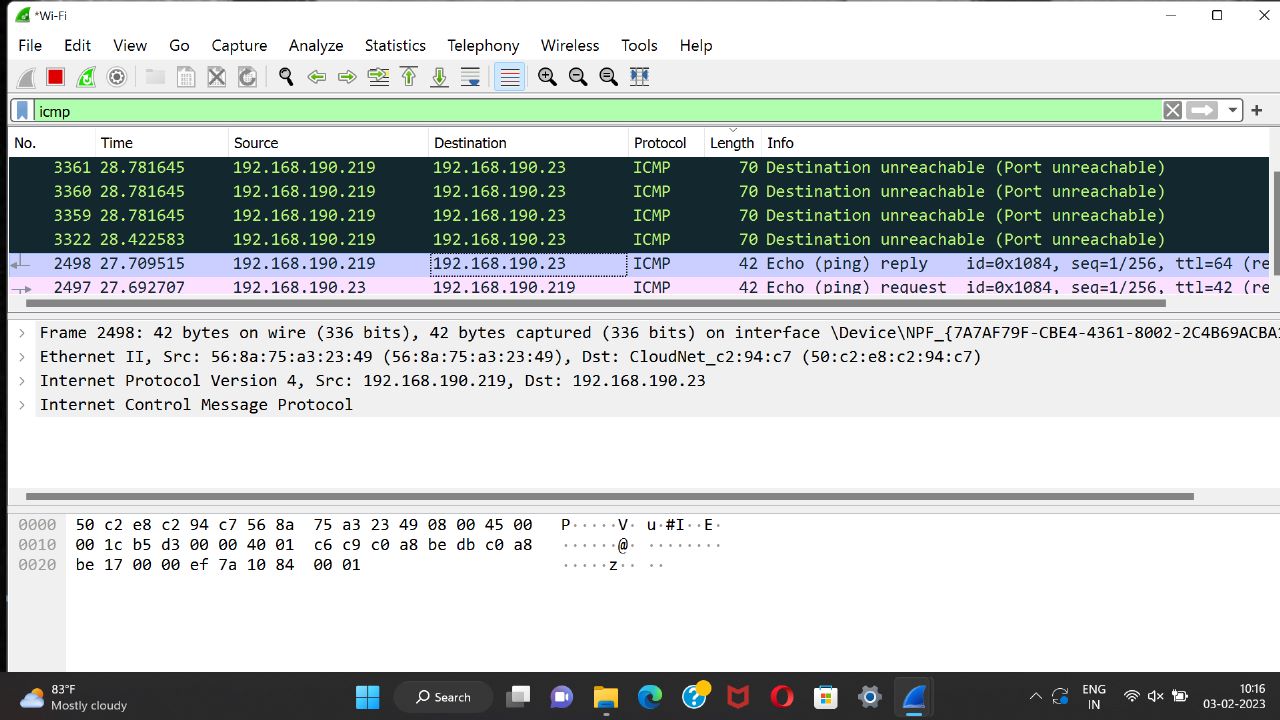 *Wi-Fi
File Edit View Go Capture Analyze Statistics Telephony Wireless Tools Help
icmp
No. Time Source Destination Protocol Length Info
3361 28.781645 192.168.190.219 192.168.190.23 ICMP 70 Destination unreachable (Port unreachable)
3360 28.781645 192.168.190.219 192.168.190.23 ICMP 70 Destination unreachable (Port unreachable)
3359 28.781645 192.168.190.219 192.168.190.23 ICMP 70 Destination unreachable (Port unreachable)
3322 28.422583 192.168.190.219 192.168.190.23 ICMP 70 Destination unreachable (Port unreachable)
2498 27.709515 192.168.190.219 192.168.190.23 ICMP 42 Echo (ping) reply id=0x1084, seq=1/256, ttl=64 (re
2497 27.692707 192.168.190.23 192.168.190.219 ICMP 42 Echo (ping) request id=0x1084, seq=1/256, ttl=42 (re
Frame 2498: 42 bytes on wire (336 bits), 42 bytes captured (336 bits) on interface \Device\NPF_{7A7AF79F-CBE4-4361-8002-2C4B69ACBA
Ethernet II, Src: 56:8a:75:a3:23:49 (56:8a:75:a3:23:49), Dst: CloudNet_c2:94:c7 (50:c2:e8:c2:94:c7)
Internet Protocol Version 4, Src: 192.168.190.219, Dst: 192.168.190.23
Internet Control Message Protocol
0000 50 c2 e8 c2 94 c7 56 8a 75 a3 23 49 08 00 45 00 P·····V· u·#I··E·
0010 00 1c b5 d3 00 00 40 01 c6 c9 c0 a8 be db c0 a8 ······@· ········
0020 be 17 00 00 ef 7a 10 84 00 01 ·····z·· ··
83°F
Mostly cloudy
Search
ENG
IN
10:16
03-02-2023